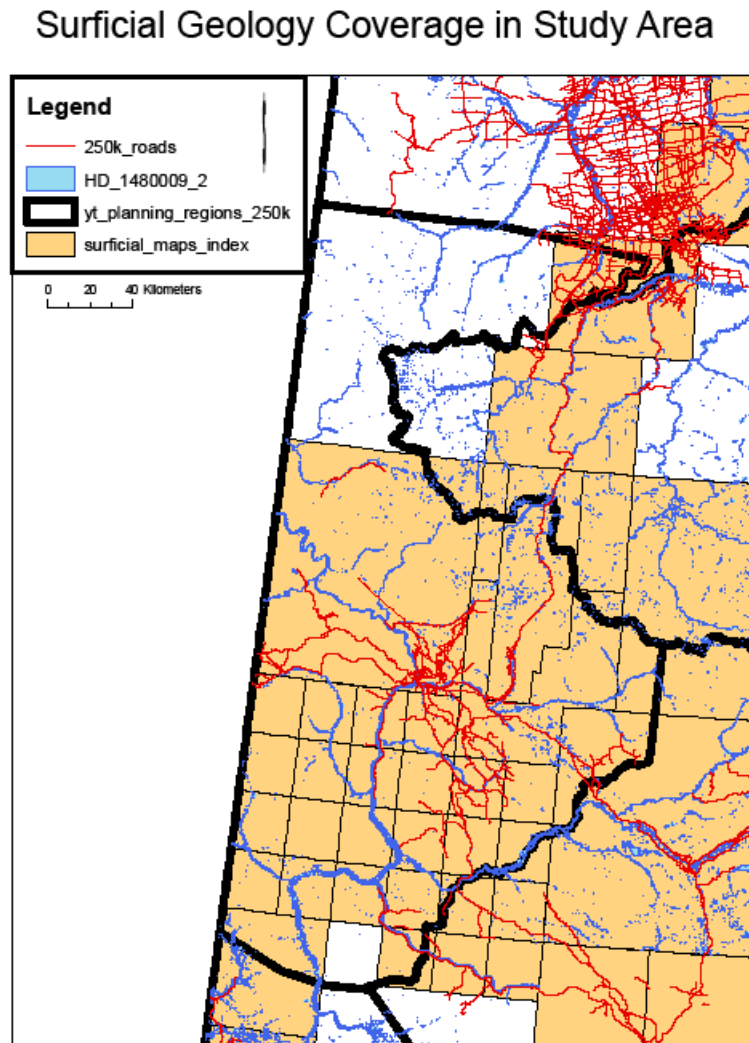 Surficial Geology Coverage in Study Area
Legend
250k_roads
HD_1480009_2
yt_planning_regions_250k
surficial_maps_index
0 20 40 Kilometers